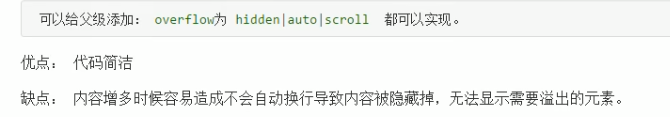 可以给父级添加： overflow为 hidden|auto|scroll 都可以实现。
优点： 代码简洁
缺点： 内容增多时候容易造成不会自动换行导致内容被隐藏掉，无法显示需要溢出的元素。